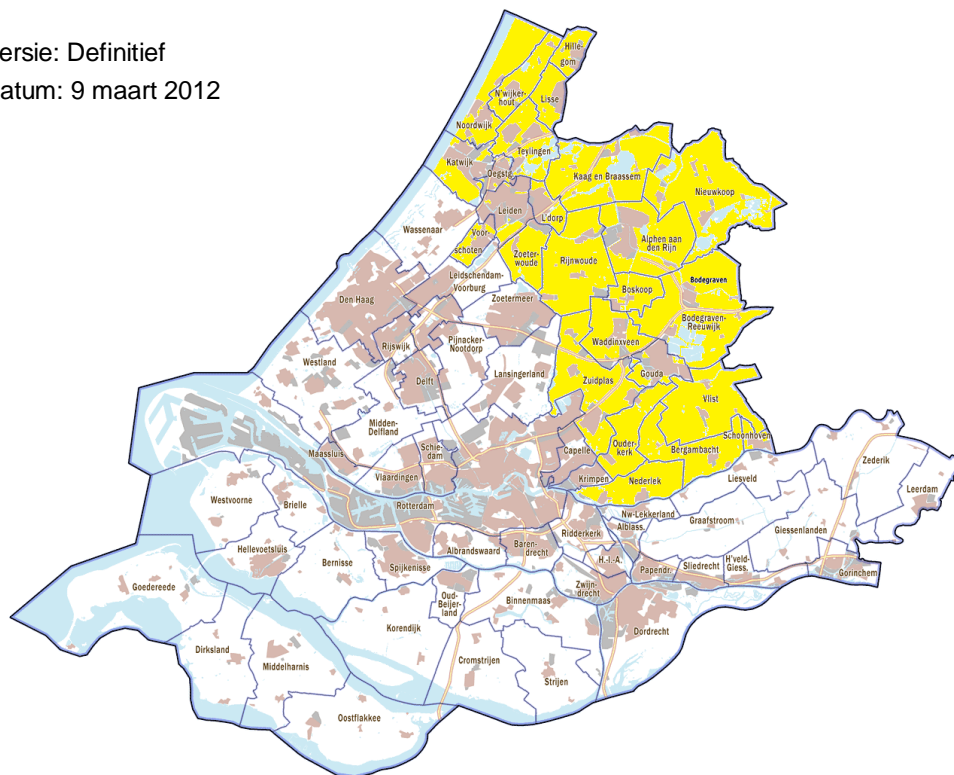 ersie: Definitief
atum: 9 maart 2012
Hille-
gom
N'wijker-
hout
Lisse
Noordwijk
Teylingen
Katwijk
Oegstg.
Kaag en Braassem
Nieuwkoop
Leiden
L'dorp
Wassenaar
Voor-
schoten
Zoeter-
woude
Rijnwoude
Alphen aan
den Rijn
Leidschendam-
Voorburg
Zoetermeer
Boskoop
Bodegraven
Den Haag
Bodegraven-
Reeuwijk
Rijswijk
Pijnacker-
Nootdorp
Waddinxveen
Westland
Delft
Lansingerland
Zuidplas
Gouda
Vlist
Midden-
Delfland
Schie-
dam
Maassluis
Vlaardingen
Capelle
Ouder-
kerk
Bergambacht
Schoonhoven
Krimpen
Nederlek
Liesveld
Zederik
Leerdam
Westvoorne
Brielle
Rotterdam
Nw-Lekkerland
Alblass.
Graafstroom
Giessenlanden
Ridderkerk
Hellevoetsluis
Bernisse
Spijkenisse
Albrandswaard
Baren-
drecht
H.-I.-A.
Papendr.
Sliedrecht
H'veld-
Giess.
Gorinchem
Goedereede
Oud-
Beijer-
land
Binnenmaas
Zwijn-
drecht
Dordrecht
Korendijk
Dirksland
Middelharnis
Cromstrijen
Strijen
Oostflakkee